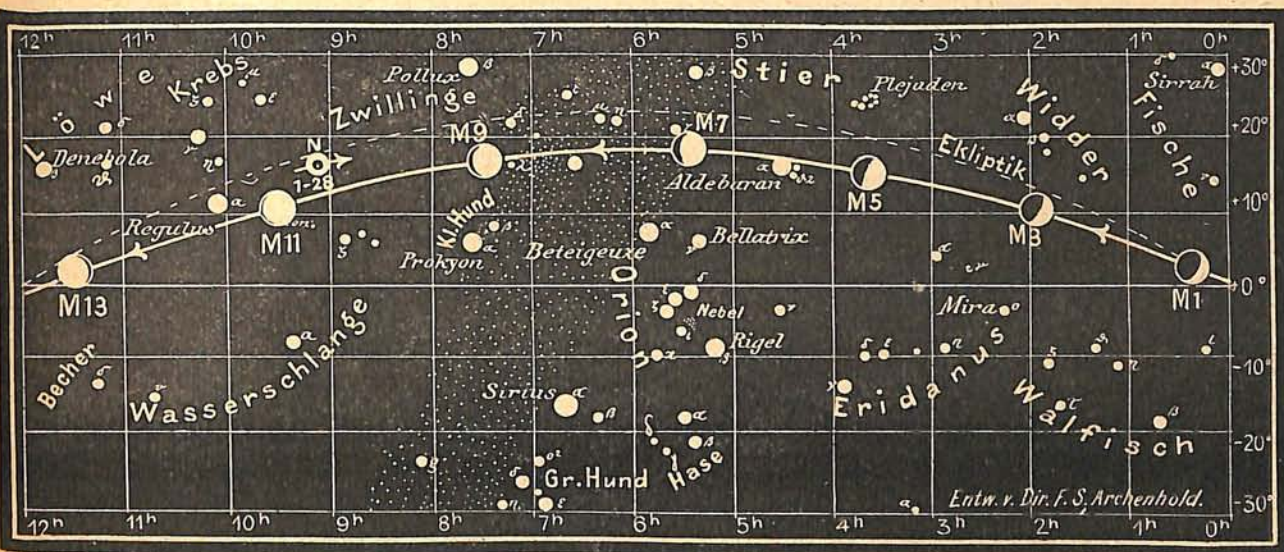 12h 11h 10h 9h 8h 7h 6h 5h 4h 3h 2h 1h 0h
+30°
+20°
+10°
+0°
-10°
-20°
-30°
Löwe
Krebs
Pollux β
Zwillinge
Stier
Plejaden
Widder
Fische
Sirrah α
Denebola
Regulus α
N
1-28
M13
M11
M9
M7
M5
M3
M1
Aldebaran α
Ekliptik
Kl. Hund
Prokyon α
Beteigeuze α
Bellatrix γ
Orion
Nebel
Rigel β
Mira ο
Becher
Wasserschlange
Sirius α
Gr. Hund
Hase
Eridanus
Walfisch
Entw. v. Dir. F. S. Archenhold.
12h 11h 10h 9h 8h 7h 6h 5h 4h 3h 2h 1h 0h